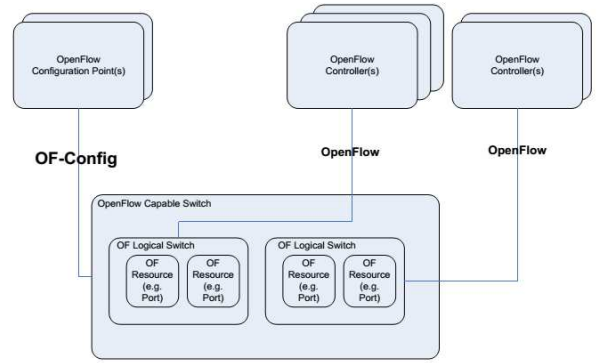 OpenFlow
Configuration Point(s)
OpenFlow
Controller(s)
OpenFlow
Controller(s)
OF-Config
OpenFlow
OpenFlow
OpenFlow Capable Switch
OF Logical Switch
OF
Resource
(e.g.
Port)
OF
Resource
(e.g.
Port)
OF Logical Switch
OF
Resource
(e.g.
Port)
OF
Resource
(e.g.
Port)